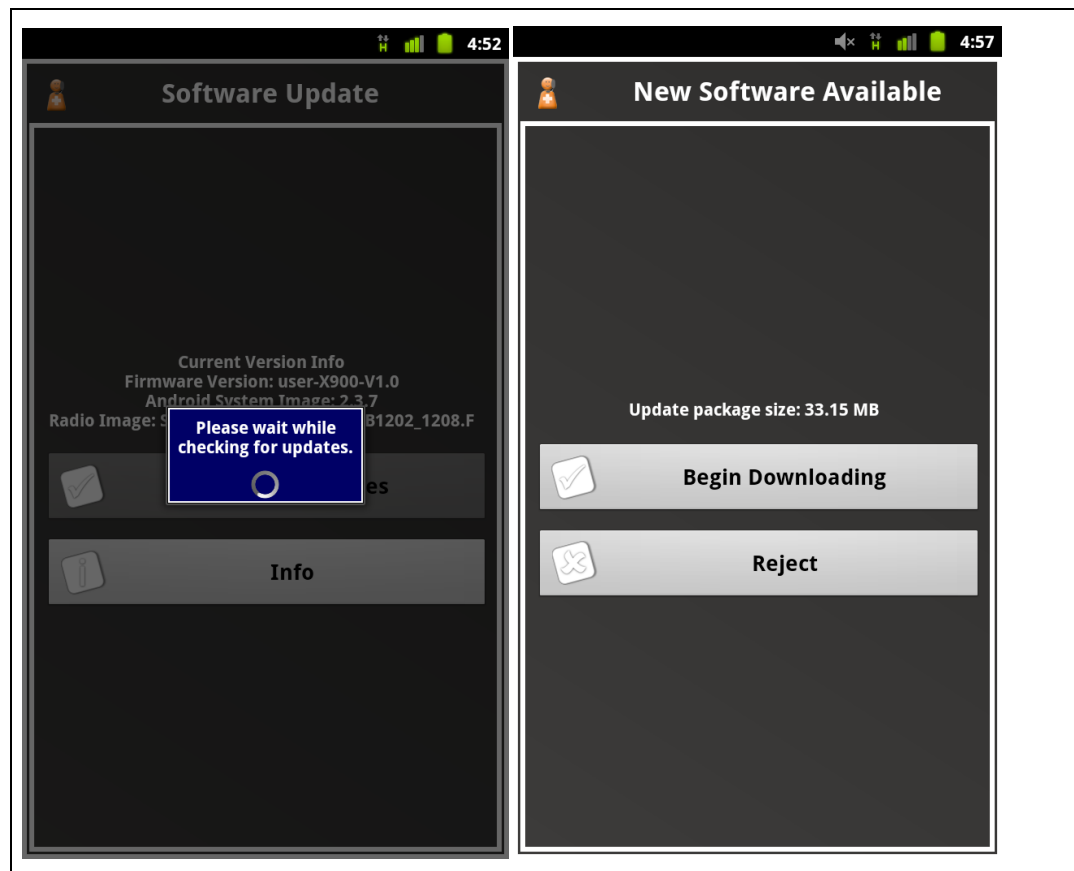 4:52
Software Update
Current Version Info
Firmware Version: user-X900-V1.0
Android System Image: 2.3.7
Radio Image: B1202_1208.F
Please wait while
checking for updates.
Info
H
4:57
New Software Available
Update package size: 33.15 MB
Begin Downloading
Reject